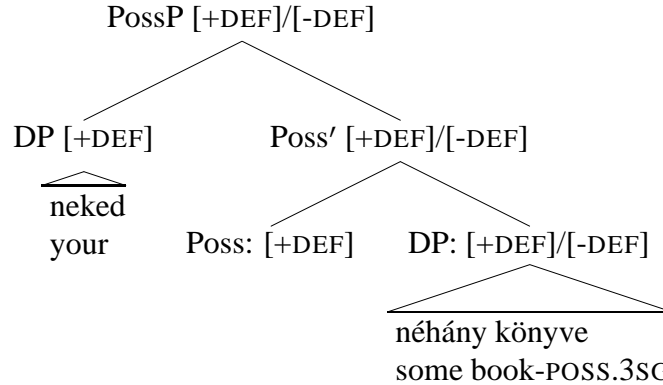 PossP [+DEF]/[-DEF]
DP [+DEF] Poss′ [+DEF]/[-DEF]
neked
your
Poss: [+DEF] DP: [+DEF]/[-DEF]
néhány könyve
some book-POSS.3SG